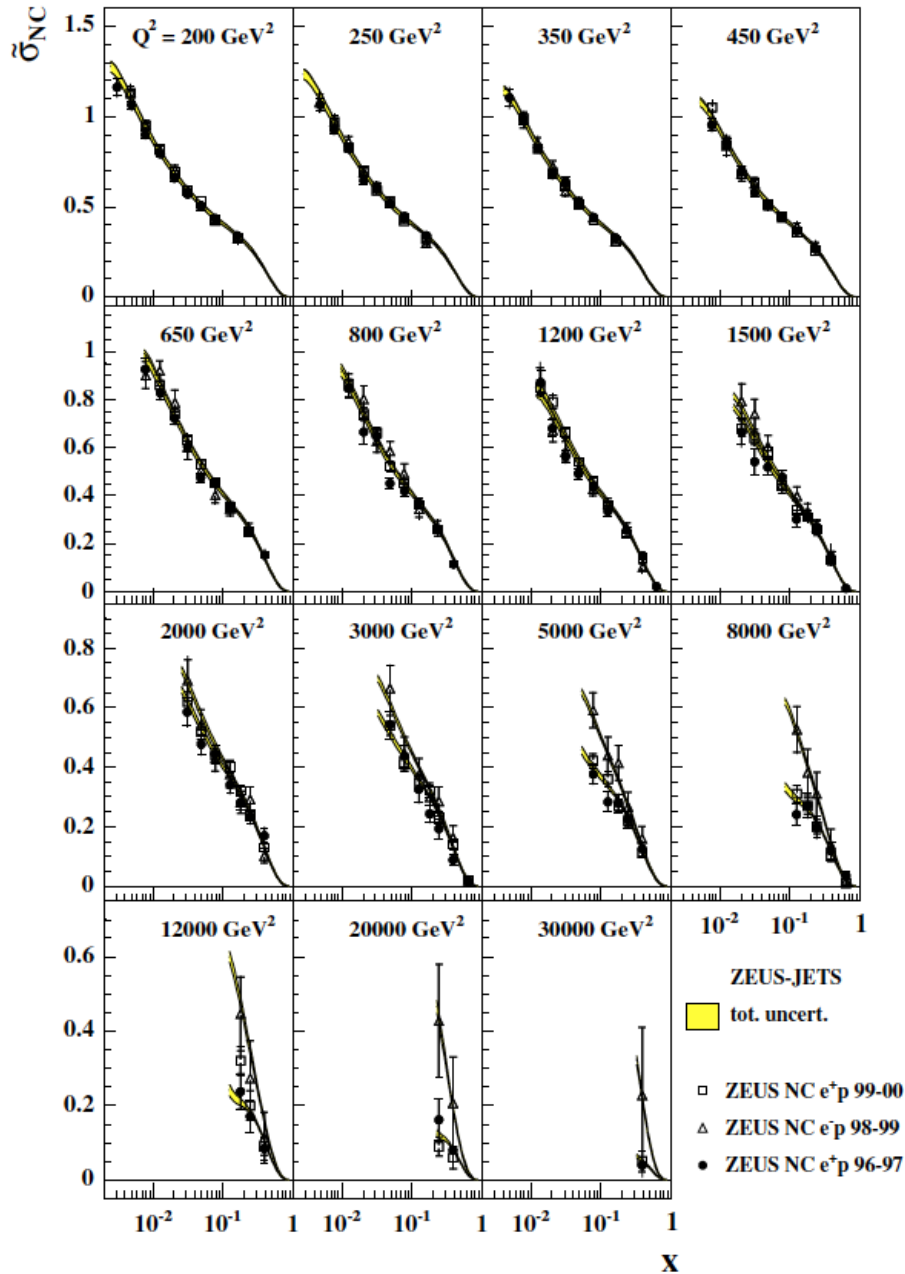 σ̃NC
Q² = 200 GeV² 250 GeV² 350 GeV² 450 GeV²
1.5
1
0.5
0
650 GeV² 800 GeV² 1200 GeV² 1500 GeV²
1
0.8
0.6
0.4
0.2
0
2000 GeV² 3000 GeV² 5000 GeV² 8000 GeV²
0.8
0.6
0.4
0.2
0
12000 GeV² 20000 GeV² 30000 GeV²
10⁻² 10⁻¹ 1
0.6
0.4
0.2
0
ZEUS-JETS
tot. uncert.
ZEUS NC e⁺p 99-00
ZEUS NC e⁻p 98-99
ZEUS NC e⁺p 96-97
10⁻² 10⁻¹ 1 10⁻² 10⁻¹ 1 10⁻² 10⁻¹ 1
x